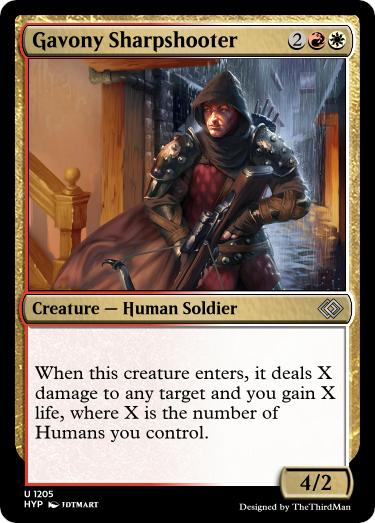 Gavony Sharpshooter 2
Creature — Human Soldier
When this creature enters, it deals X
damage to any target and you gain X
life, where X is the number of
Humans you control.
4/2
U 1205
HYP JDTMART
Designed by TheThirdMan